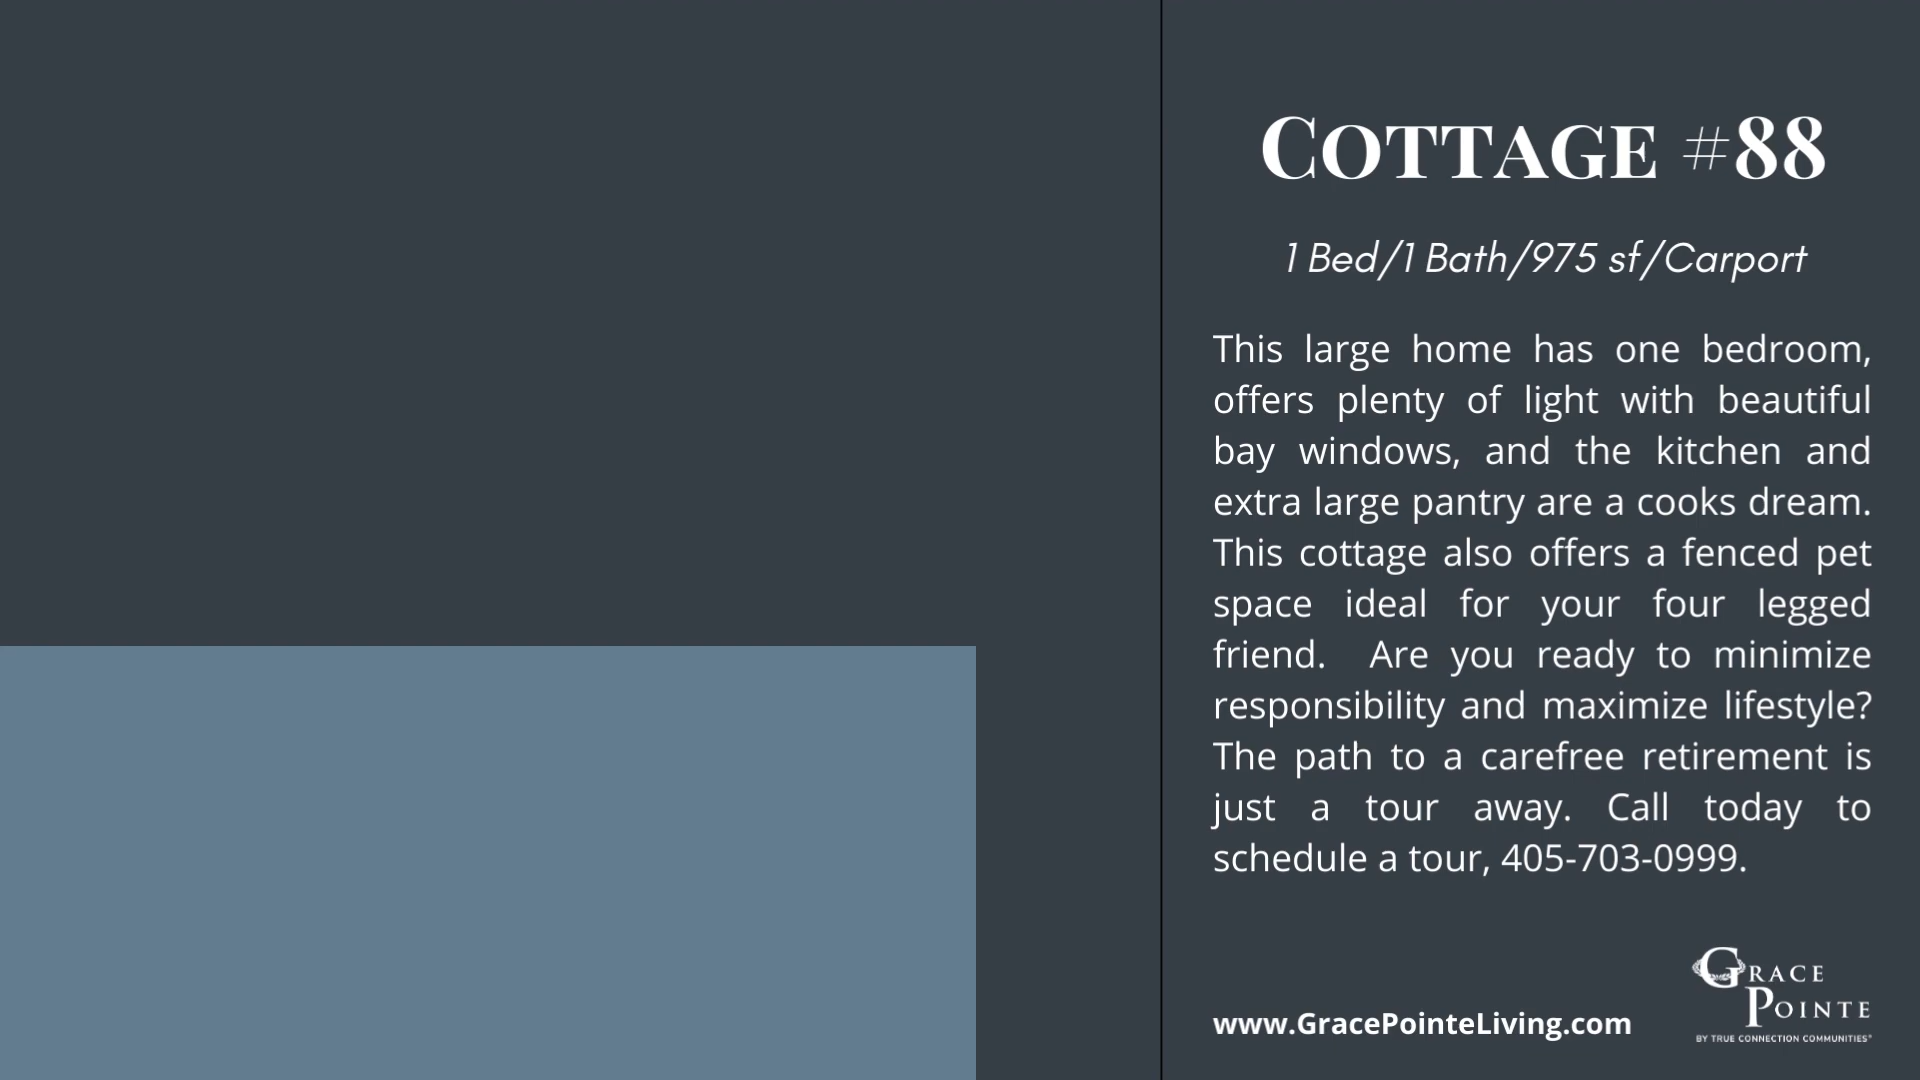 Cottage #88
1 Bed/1 Bath/975 sf/Carport
This large home has one bedroom,
offers plenty of light with beautiful
bay windows, and the kitchen and
extra large pantry are a cooks dream.
This cottage also offers a fenced pet
space ideal for your four legged
friend. Are you ready to minimize
responsibility and maximize lifestyle?
The path to a carefree retirement is
just a tour away. Call today to
schedule a tour, 405-703-0999.
www.GracePointeLiving.com
Grace
Pointe
BY TRUE CONNECTION COMMUNITIES®